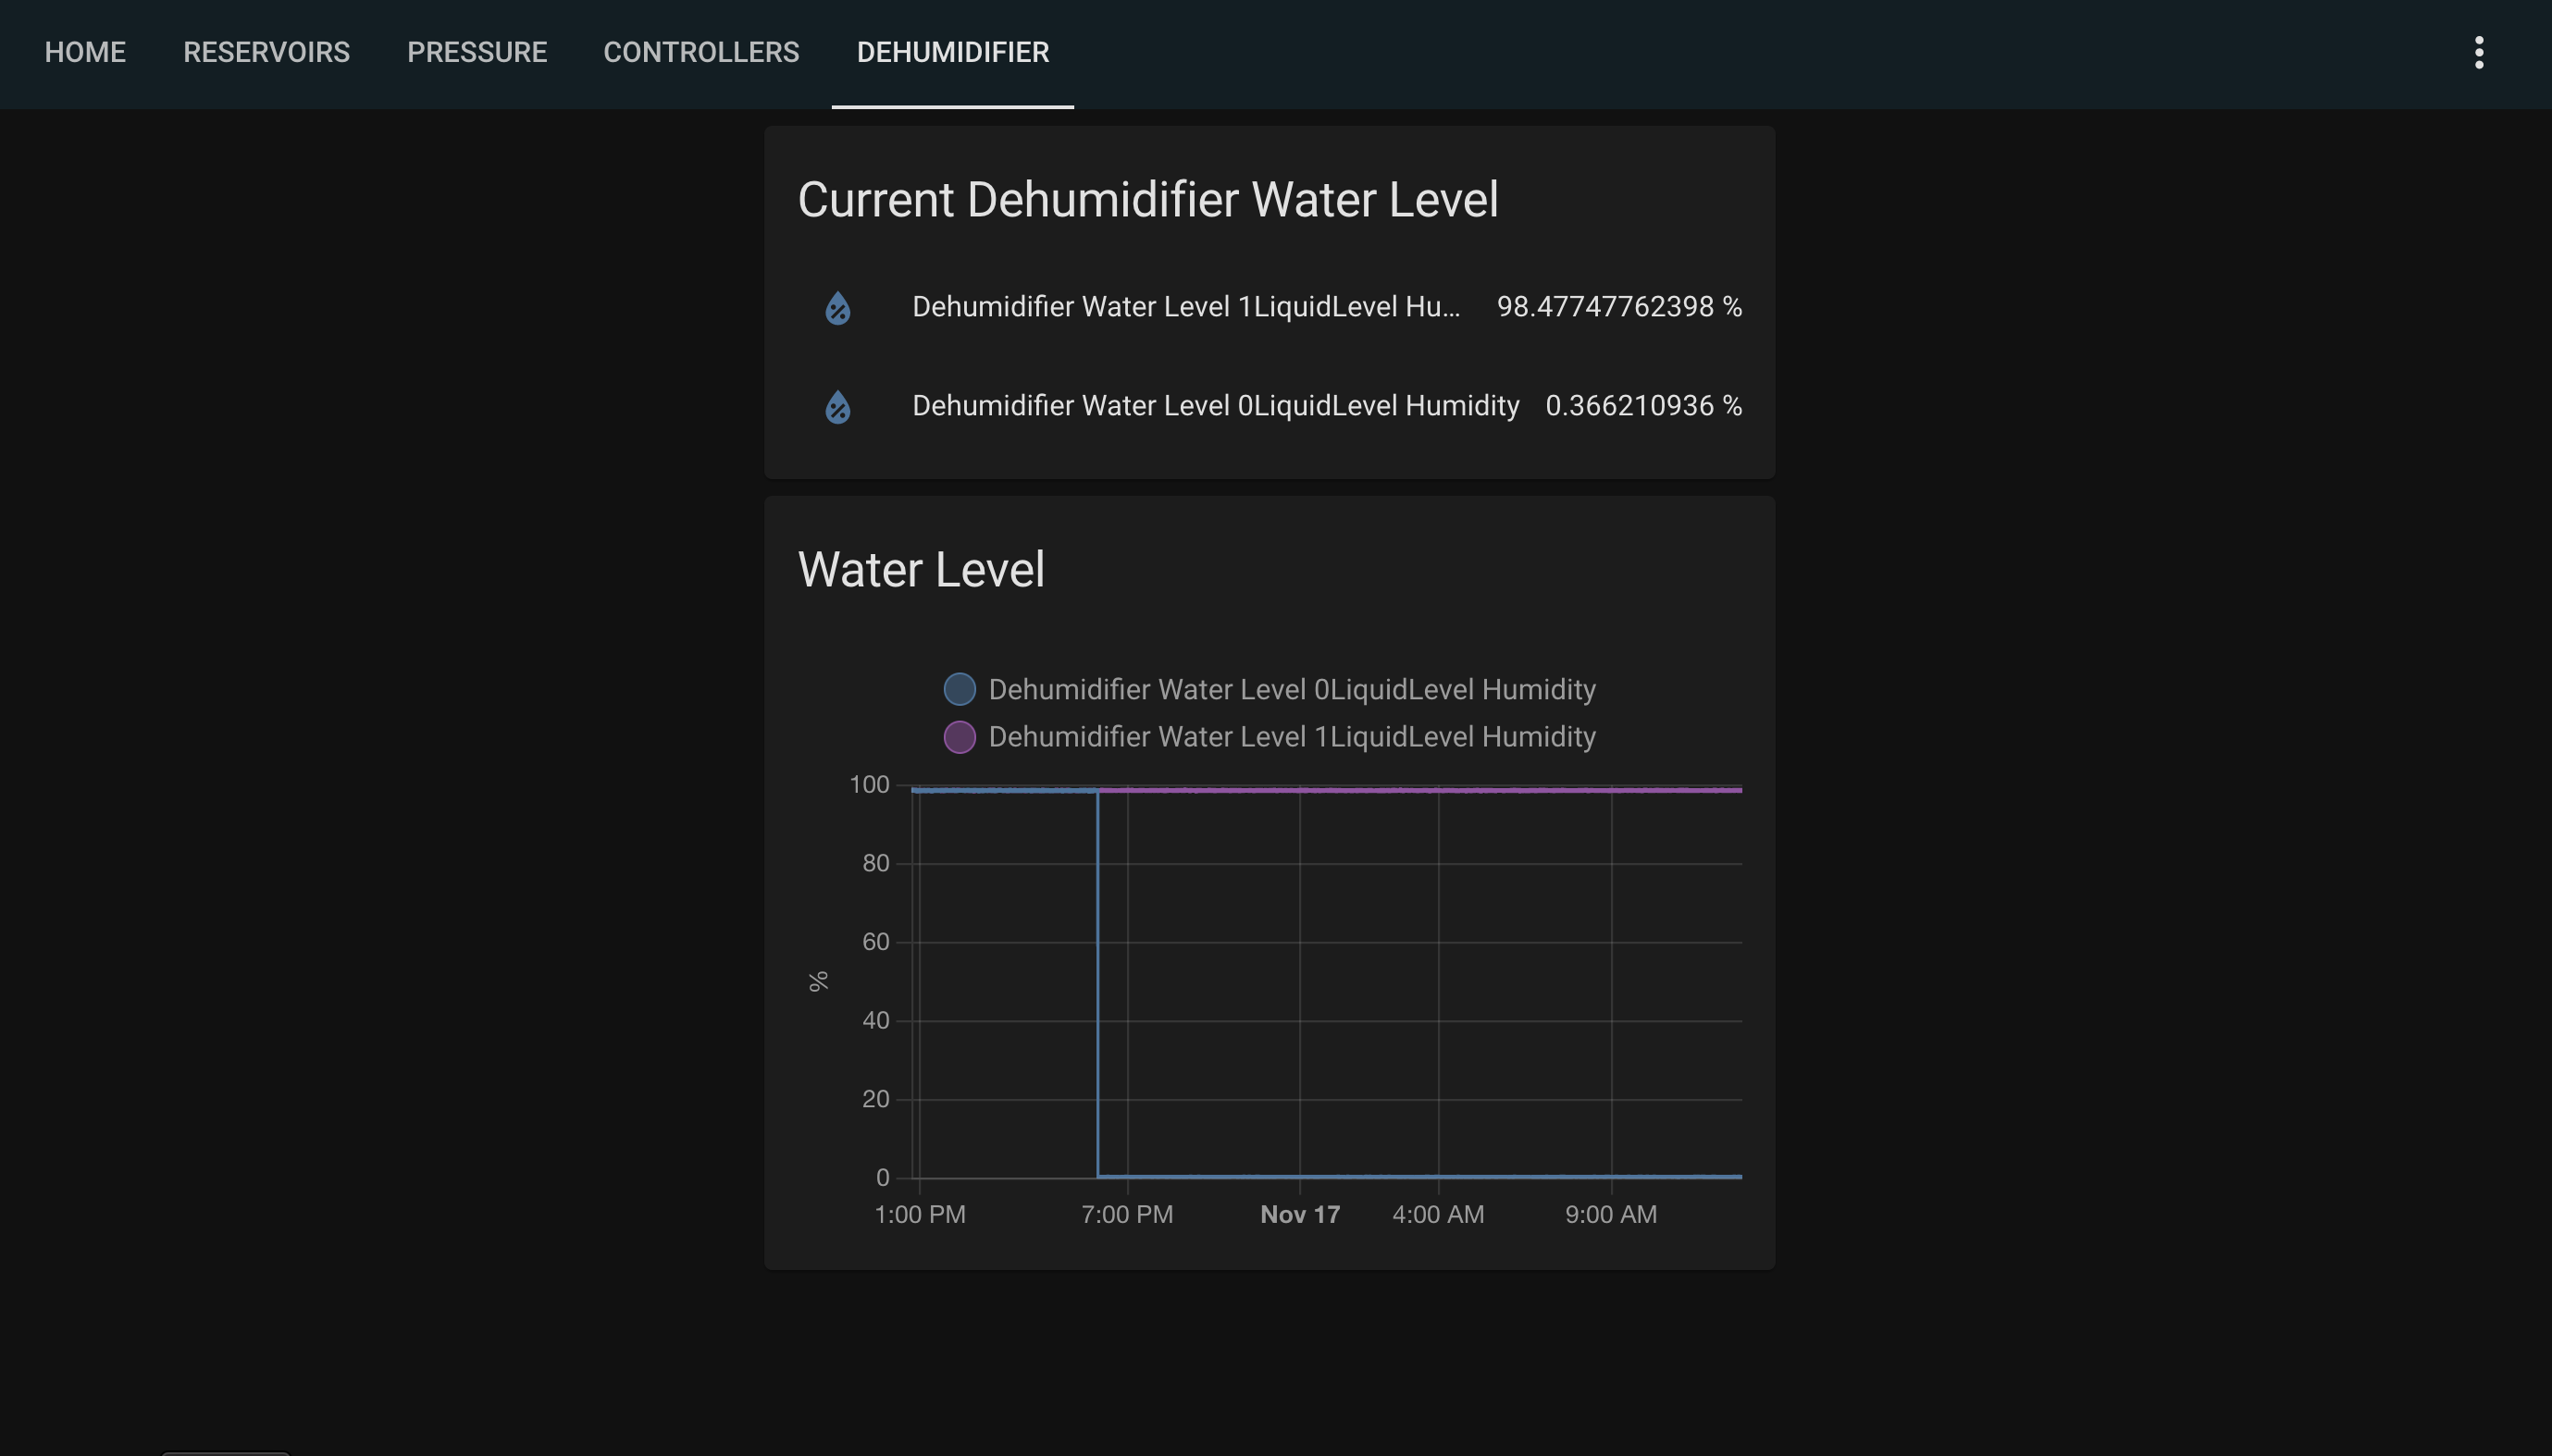 HOME RESERVOIRS PRESSURE CONTROLLERS DEHUMIDIFIER
Current Dehumidifier Water Level
Dehumidifier Water Level 1LiquidLevel Hu... 98.47747762398 %
Dehumidifier Water Level 0LiquidLevel Humidity 0.366210936 %
Water Level
Dehumidifier Water Level 0LiquidLevel Humidity
Dehumidifier Water Level 1LiquidLevel Humidity
100
80
60
%
40
20
0
1:00 PM 7:00 PM Nov 17 4:00 AM 9:00 AM